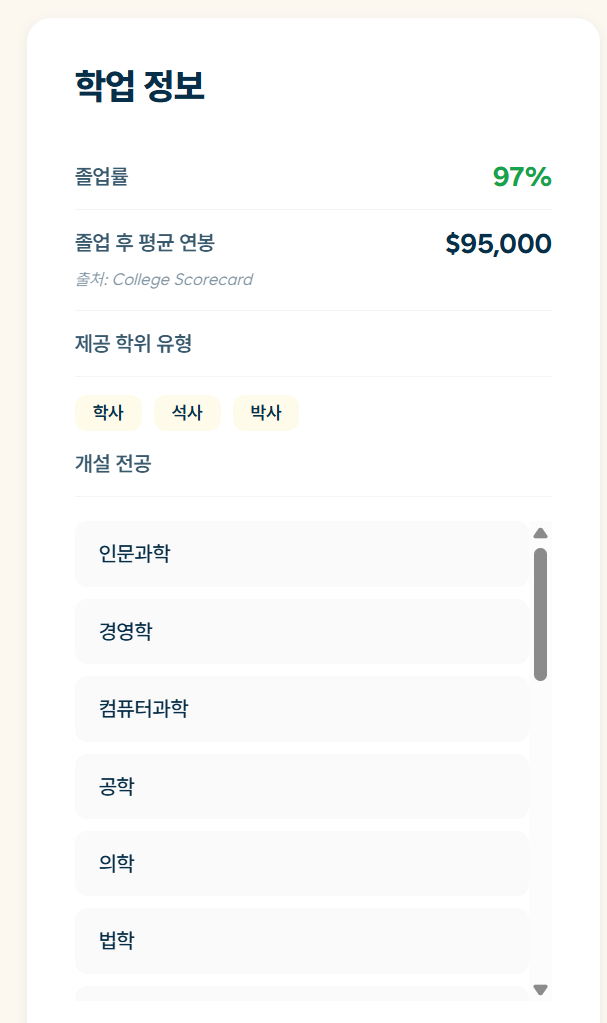 학업 정보
졸업률
97%
졸업 후 평균 연봉
$95,000
출처: College Scorecard
제공 학위 유형
학사 석사 박사
개설 전공
인문과학
경영학
컴퓨터과학
공학
의학
법학